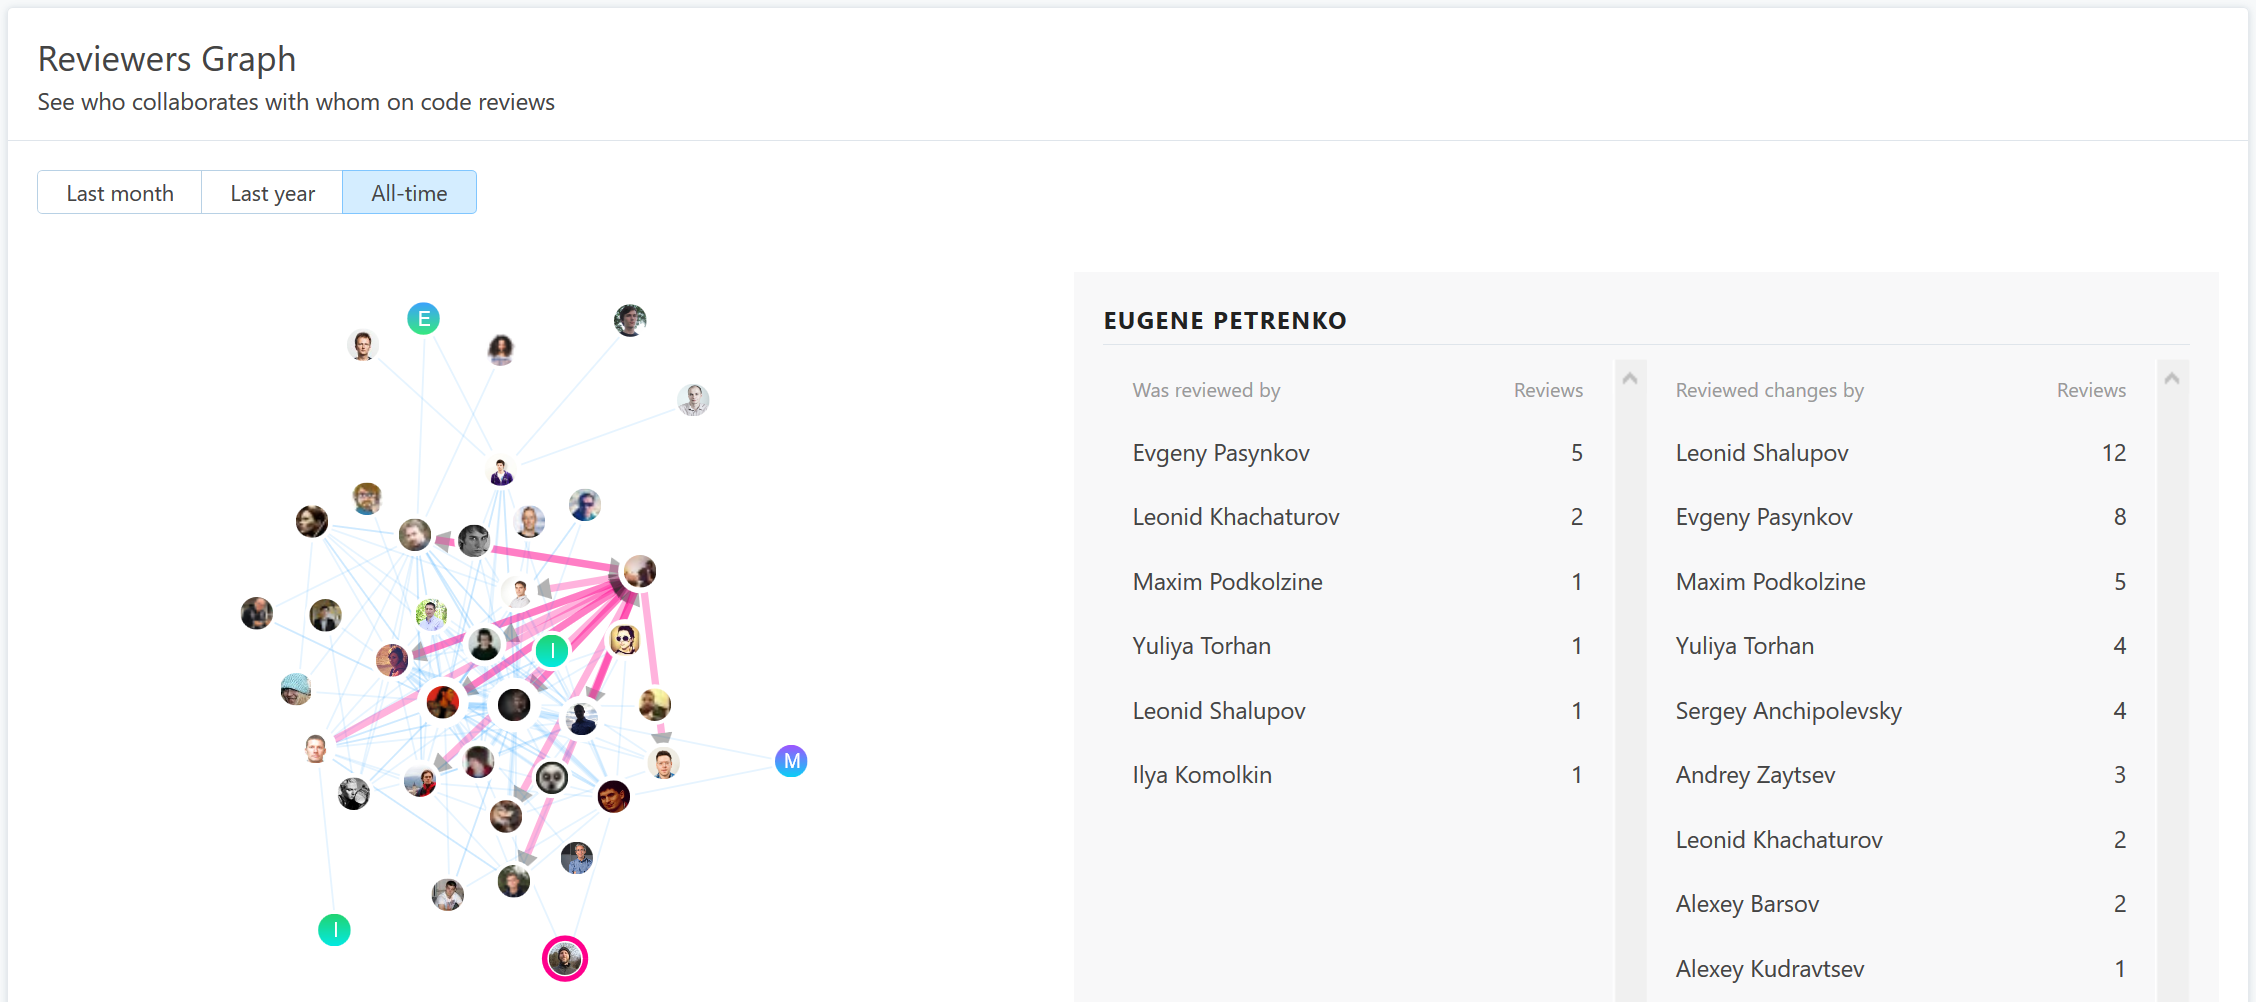 Reviewers Graph
See who collaborates with whom on code reviews
Last month Last year All-time
E
I
M
I
EUGENE PETRENKO
Was reviewed by Reviews
Evgeny Pasynkov 5
Leonid Khachaturov 2
Maxim Podkolzine 1
Yuliya Torhan 1
Leonid Shalupov 1
Ilya Komolkin 1
Reviewed changes by Reviews
Leonid Shalupov 12
Evgeny Pasynkov 8
Maxim Podkolzine 5
Yuliya Torhan 4
Sergey Anchipolevsky 4
Andrey Zaytsev 3
Leonid Khachaturov 2
Alexey Barsov 2
Alexey Kudravtsev 1